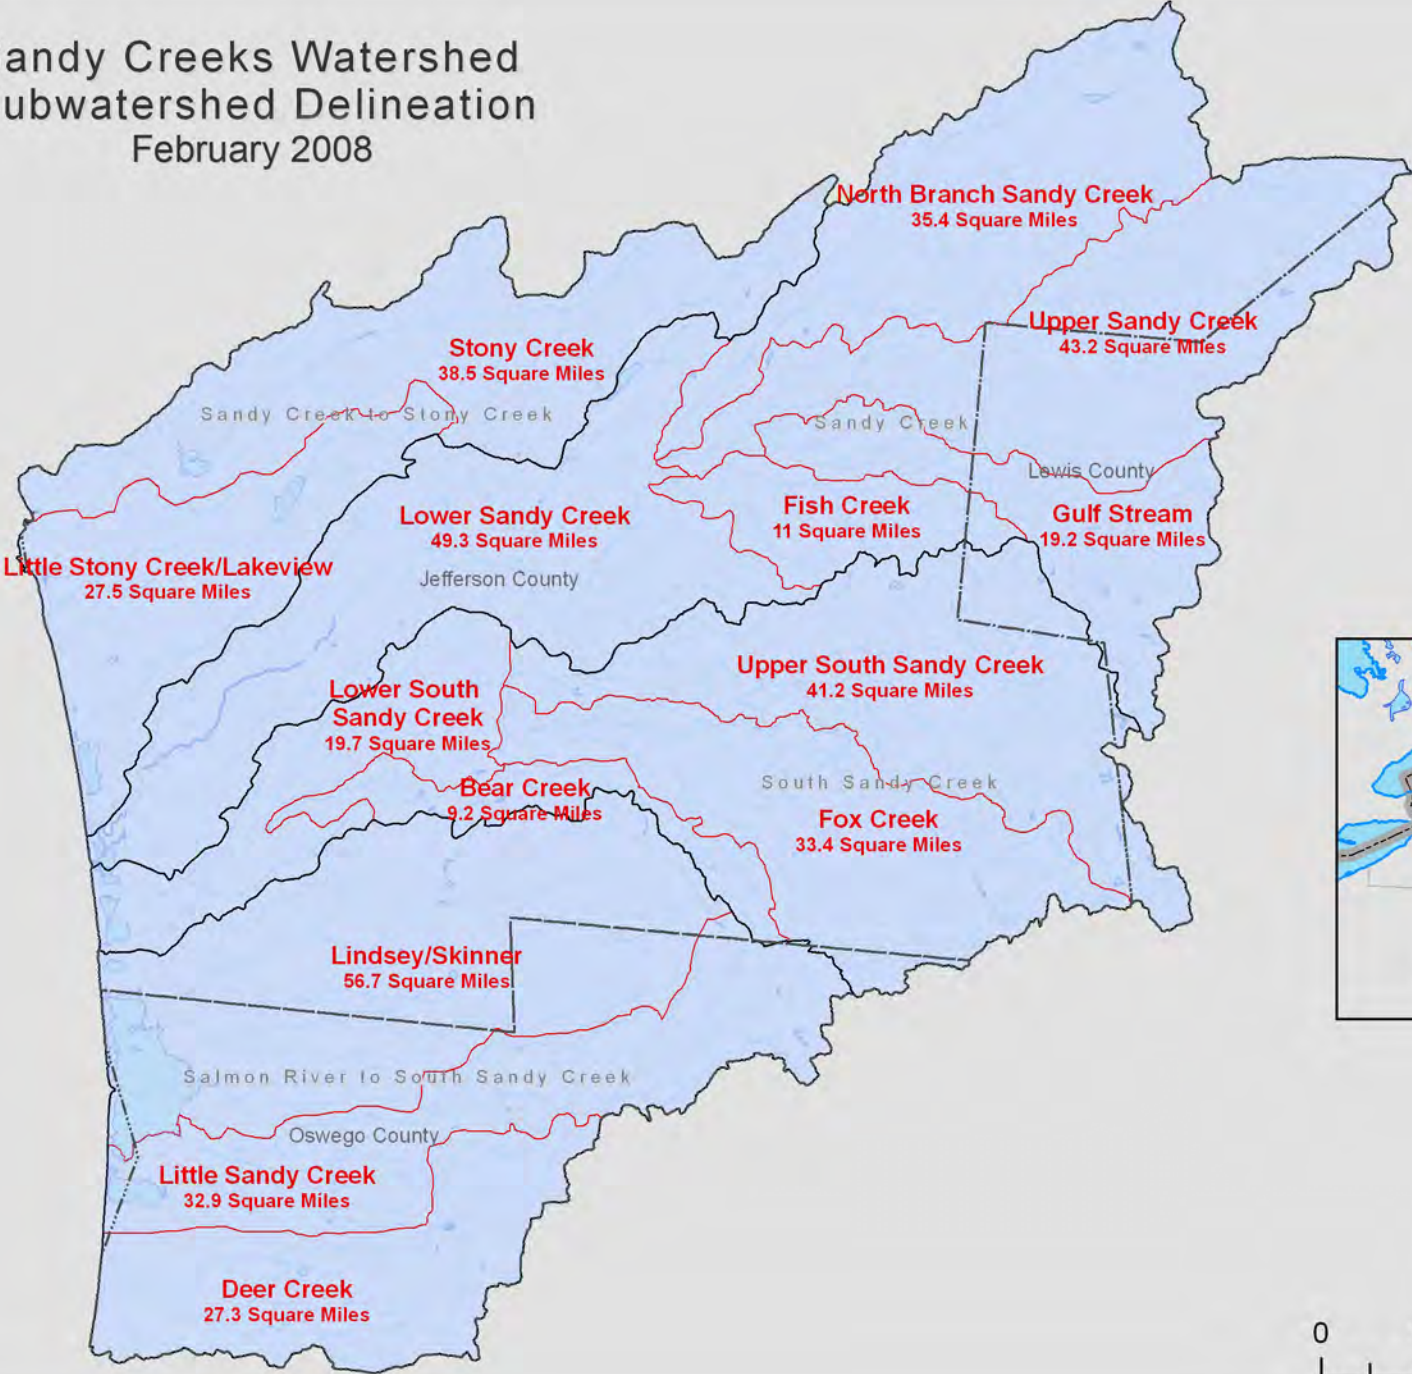 andy Creeks Watershed
ubwatershed Delineation
February 2008
North Branch Sandy Creek
35.4 Square Miles
Upper Sandy Creek
43.2 Square Miles
Stony Creek
38.5 Square Miles
Sandy Creek to Stony Creek
Sandy Creek
Lewis County
Fish Creek
11 Square Miles
Gulf Stream
19.2 Square Miles
Lower Sandy Creek
49.3 Square Miles
Little Stony Creek/Lakeview
27.5 Square Miles
Jefferson County
Upper South Sandy Creek
41.2 Square Miles
Lower South
Sandy Creek
19.7 Square Miles
Bear Creek
9.2 Square Miles
South Sandy Creek
Fox Creek
33.4 Square Miles
Lindsey/Skinner
56.7 Square Miles
Salmon River to South Sandy Creek
Oswego County
Little Sandy Creek
32.9 Square Miles
Deer Creek
27.3 Square Miles
0